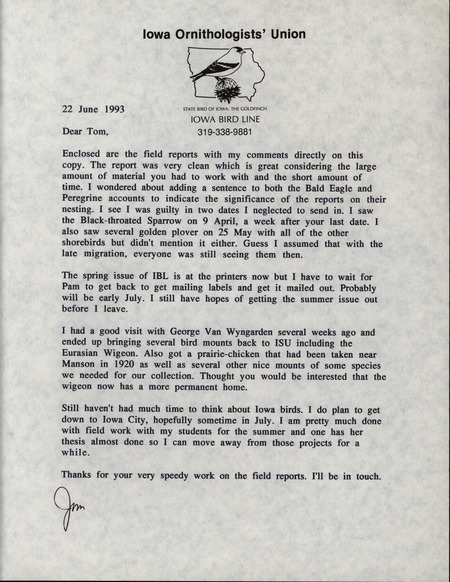 Iowa Ornithologists' Union
STATE BIRD OF IOWA: THE GOLDFINCH
IOWA BIRD LINE
319-338-9881
22 June 1993
Dear Tom,
Enclosed are the field reports with my comments directly on this
copy. The report was very clean which is great considering the large
amount of material you had to work with and the short amount of
time. I wondered about adding a sentence to both the Bald Eagle and
Peregrine accounts to indicate the significance of the reports on their
nesting. I see I was guilty in two dates I neglected to send in. I saw
the Black-throated Sparrow on 9 April, a week after your last date. I
also saw several golden plover on 25 May with all of the other
shorebirds but didn't mention it either. Guess I assumed that with the
late migration, everyone was still seeing them then.
The spring issue of IBL is at the printers now but I have to wait for
Pam to get back to get mailing labels and get it mailed out. Probably
will be early July. I still have hopes of getting the summer issue out
before I leave.
I had a good visit with George Van Wyngarden several weeks ago and
ended up bringing several bird mounts back to ISU including the
Eurasian Wigeon. Also got a prairie-chicken that had been taken near
Manson in 1920 as well as several other nice mounts of some species
we needed for our collection. Thought you would be interested that the
wigeon now has a more permanent home.
Still haven't had much time to think about Iowa birds. I do plan to get
down to Iowa City, hopefully sometime in July. I am pretty much done
with field work with my students for the summer and one has her
thesis almost done so I can move away from those projects for a
while.
Thanks for your very speedy work on the field reports. I'll be in touch.
Jim